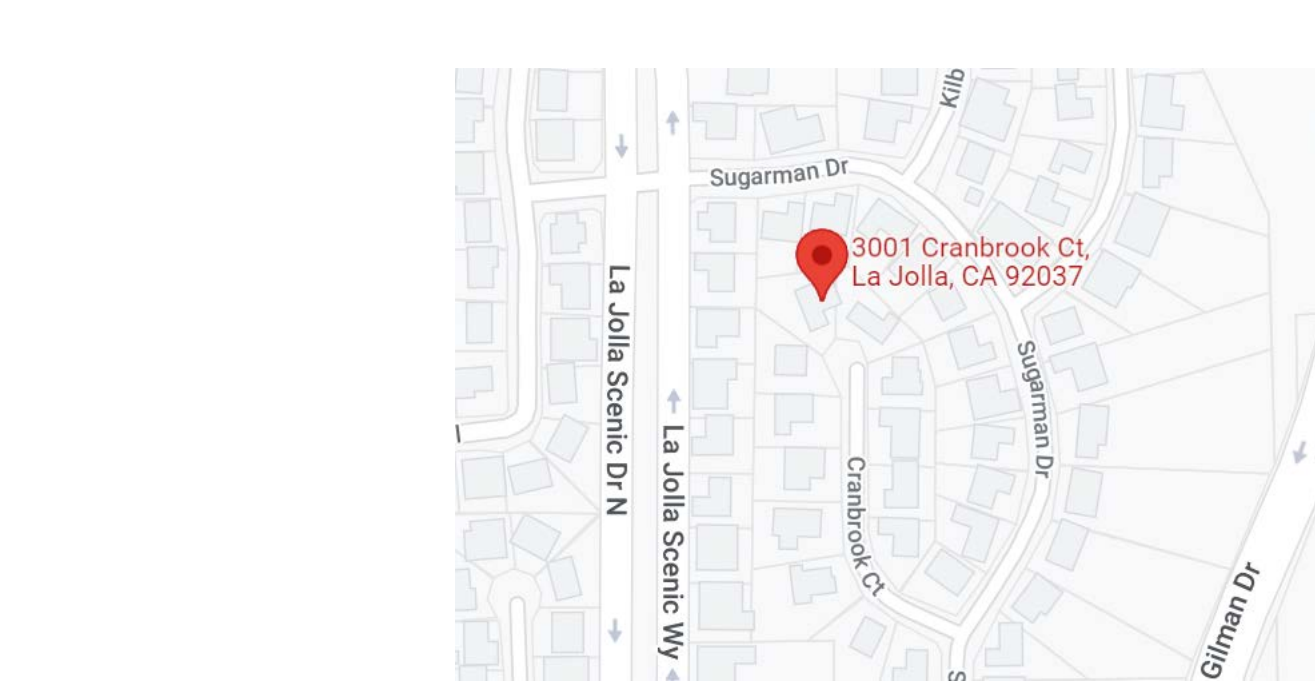 Kilb
Sugarman Dr
3001 Cranbrook Ct,
La Jolla, CA 92037
La Jolla Scenic Dr N
Sugarman Dr
La Jolla Scenic Wy
Cranbrook Ct
Gilman Dr
S